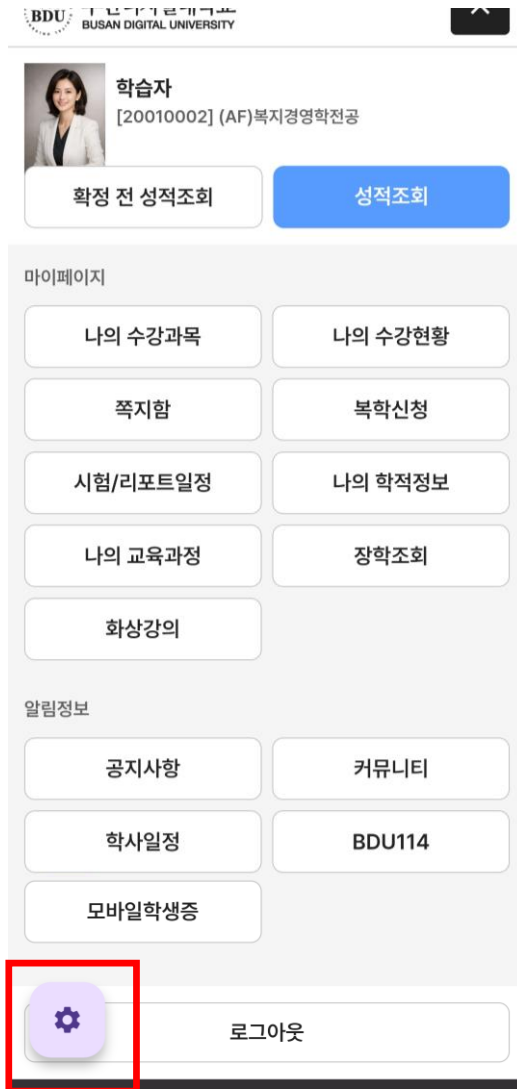 BDU
BUSAN DIGITAL UNIVERSITY
학습자
[20010002] (AF)복지경영학전공
확정 전 성적조회
성적조회
마이페이지
나의 수강과목
나의 수강현황
쪽지함
복학신청
시험/리포트일정
나의 학적정보
나의 교육과정
장학조회
화상강의
알림정보
공지사항
커뮤니티
학사일정
BDU114
모바일학생증
로그아웃